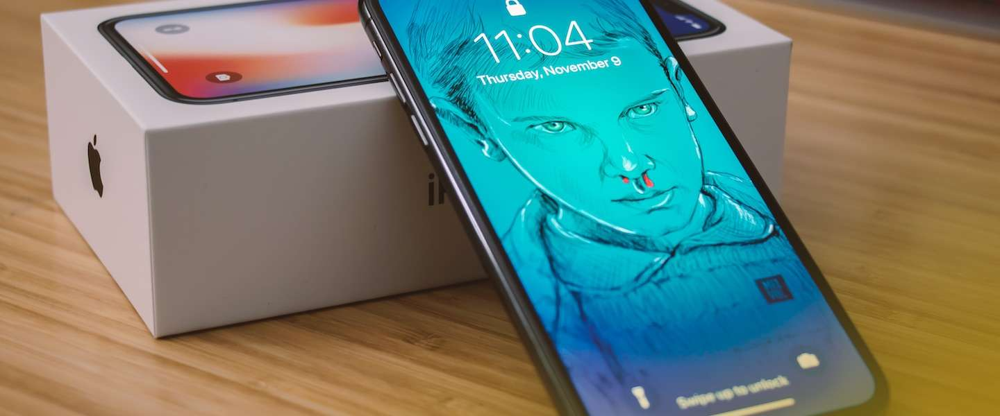 11:04
Thursday, November 9
Swipe up to unlock